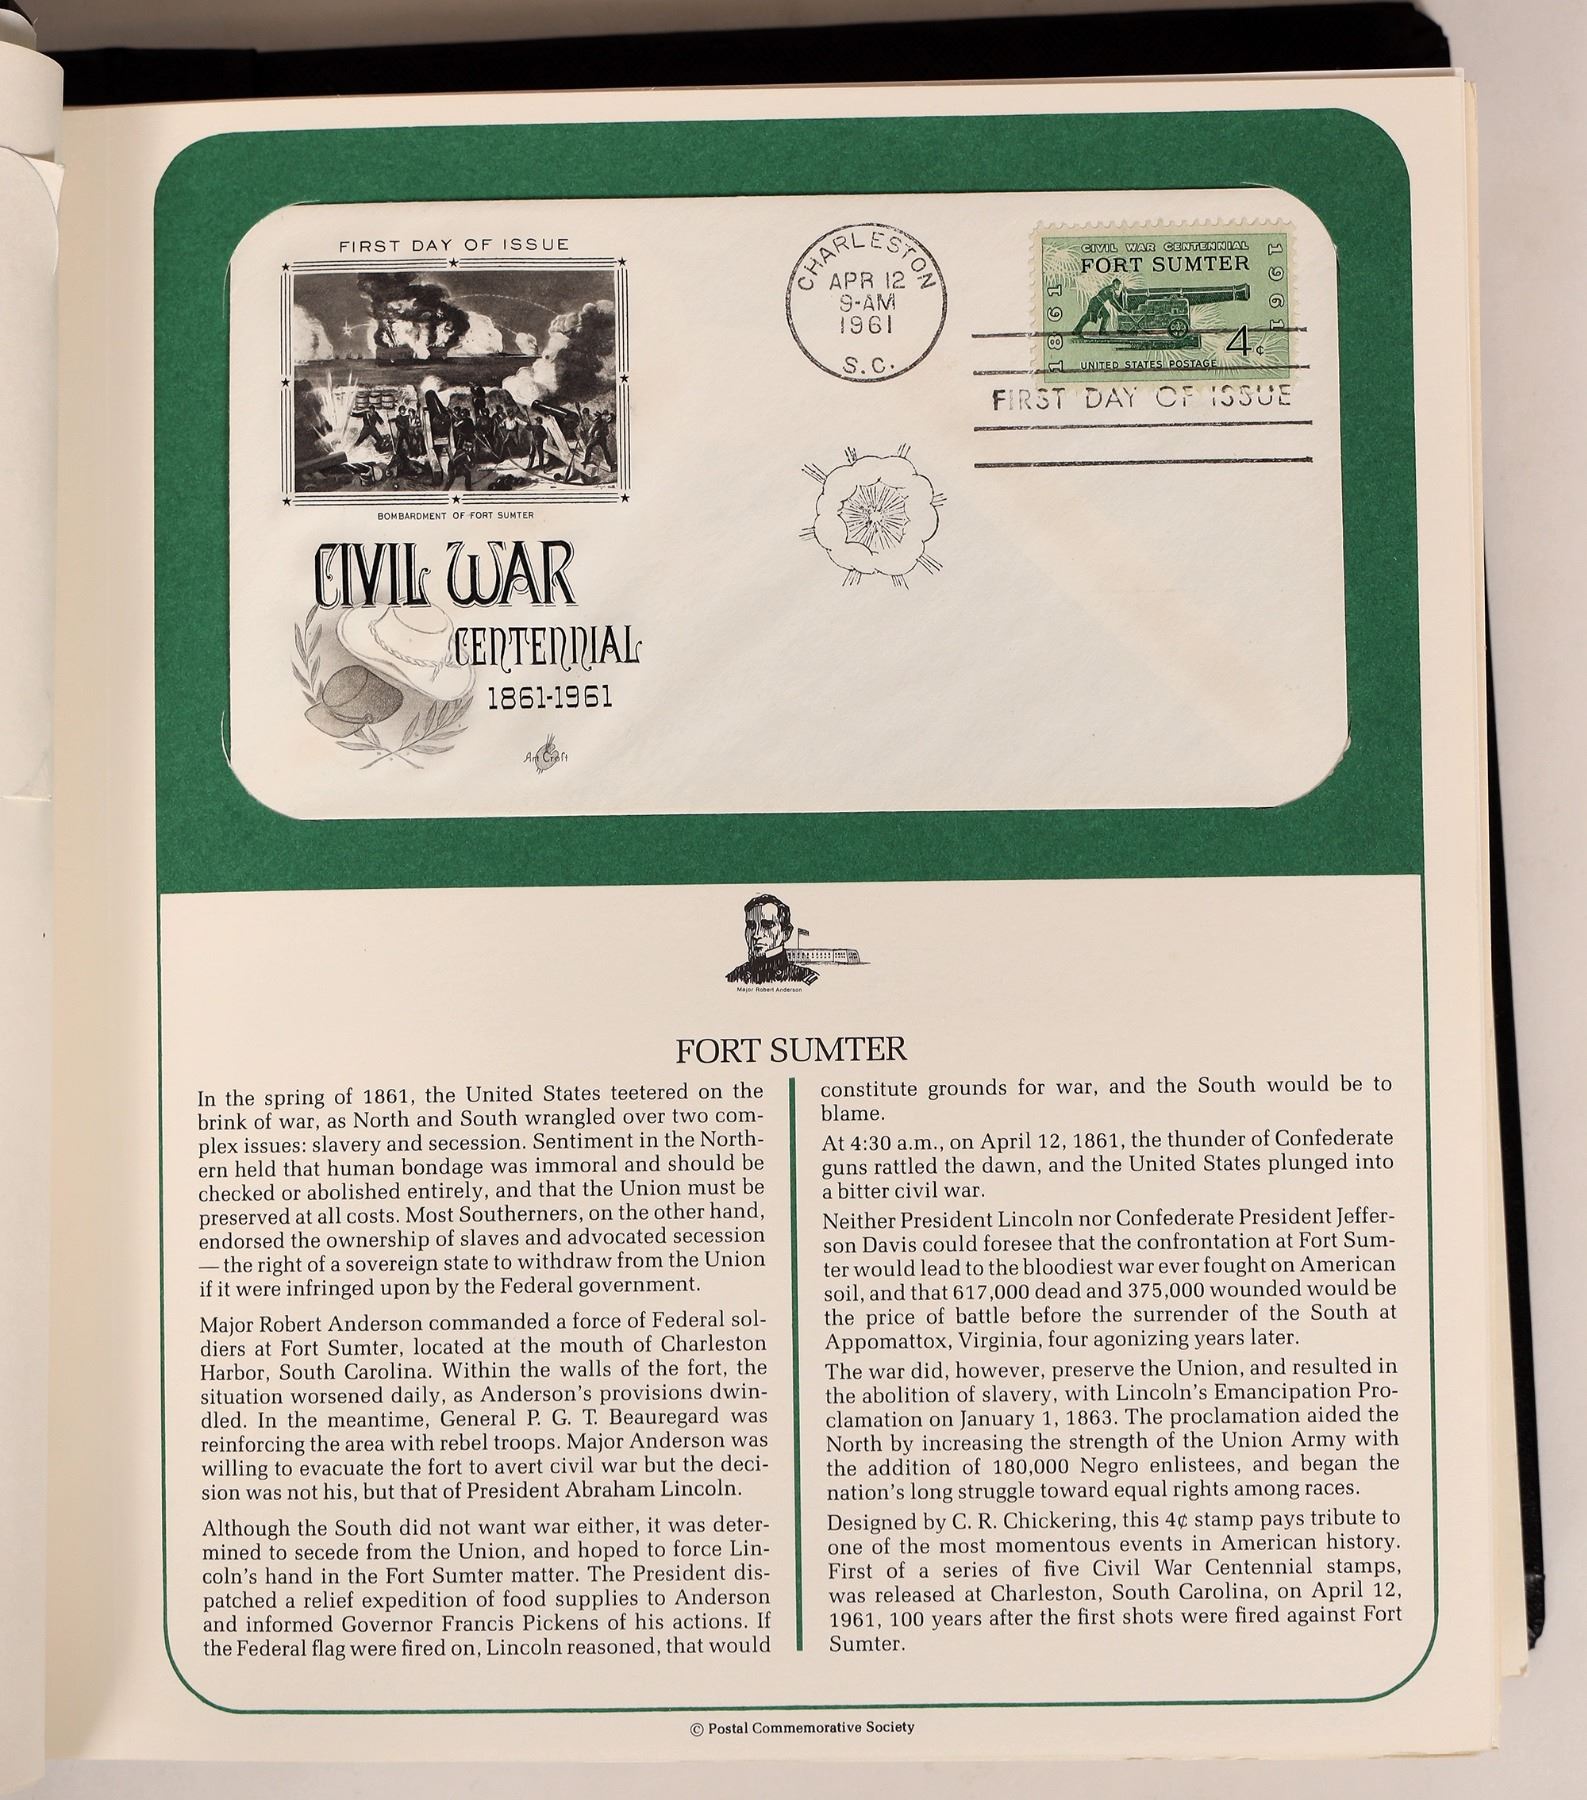 FIRST DAY OF ISSUE
BOMBARDMENT OF FORT SUMTER
CIVIL WAR
CENTENNIAL
1861-1961
Art Craft
CHARLESTON
APR 12
9-AM
1961
S.C.
CIVIL WAR CENTENNIAL
FORT SUMTER
1861
1961
4¢
UNITED STATES POSTAGE
FIRST DAY OF ISSUE
Major Robert Anderson
FORT SUMTER
In the spring of 1861, the United States teetered on the
brink of war, as North and South wrangled over two com-
plex issues: slavery and secession. Sentiment in the North-
ern held that human bondage was immoral and should be
checked or abolished entirely, and that the Union must be
preserved at all costs. Most Southerners, on the other hand,
endorsed the ownership of slaves and advocated secession
— the right of a sovereign state to withdraw from the Union
if it were infringed upon by the Federal government.
Major Robert Anderson commanded a force of Federal sol-
diers at Fort Sumter, located at the mouth of Charleston
Harbor, South Carolina. Within the walls of the fort, the
situation worsened daily, as Anderson's provisions dwin-
dled. In the meantime, General P. G. T. Beauregard was
reinforcing the area with rebel troops. Major Anderson was
willing to evacuate the fort to avert civil war but the deci-
sion was not his, but that of President Abraham Lincoln.
Although the South did not want war either, it was deter-
mined to secede from the Union, and hoped to force Lin-
coln's hand in the Fort Sumter matter. The President dis-
patched a relief expedition of food supplies to Anderson
and informed Governor Francis Pickens of his actions. If
the Federal flag were fired on, Lincoln reasoned, that would
constitute grounds for war, and the South would be to
blame.
At 4:30 a.m., on April 12, 1861, the thunder of Confederate
guns rattled the dawn, and the United States plunged into
a bitter civil war.
Neither President Lincoln nor Confederate President Jeffer-
son Davis could foresee that the confrontation at Fort Sum-
ter would lead to the bloodiest war ever fought on American
soil, and that 617,000 dead and 375,000 wounded would be
the price of battle before the surrender of the South at
Appomattox, Virginia, four agonizing years later.
The war did, however, preserve the Union, and resulted in
the abolition of slavery, with Lincoln's Emancipation Pro-
clamation on January 1, 1863. The proclamation aided the
North by increasing the strength of the Union Army with
the addition of 180,000 Negro enlistees, and began the
nation's long struggle toward equal rights among races.
Designed by C. R. Chickering, this 4¢ stamp pays tribute to
one of the most momentous events in American history.
First of a series of five Civil War Centennial stamps,
was released at Charleston, South Carolina, on April 12,
1961, 100 years after the first shots were fired against Fort
Sumter.
© Postal Commemorative Society